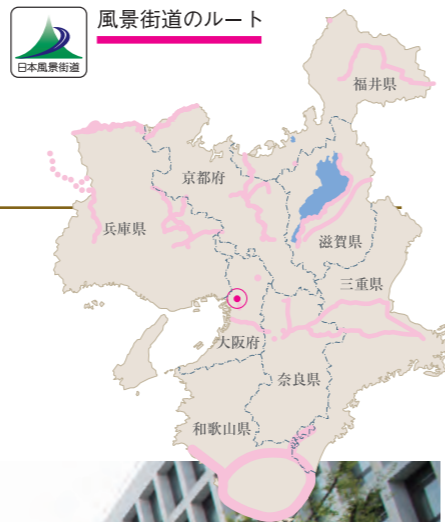 風景街道のルート
日本風景街道
福井県
京都府
兵庫県
滋賀県
三重県
大阪府
奈良県
和歌山県